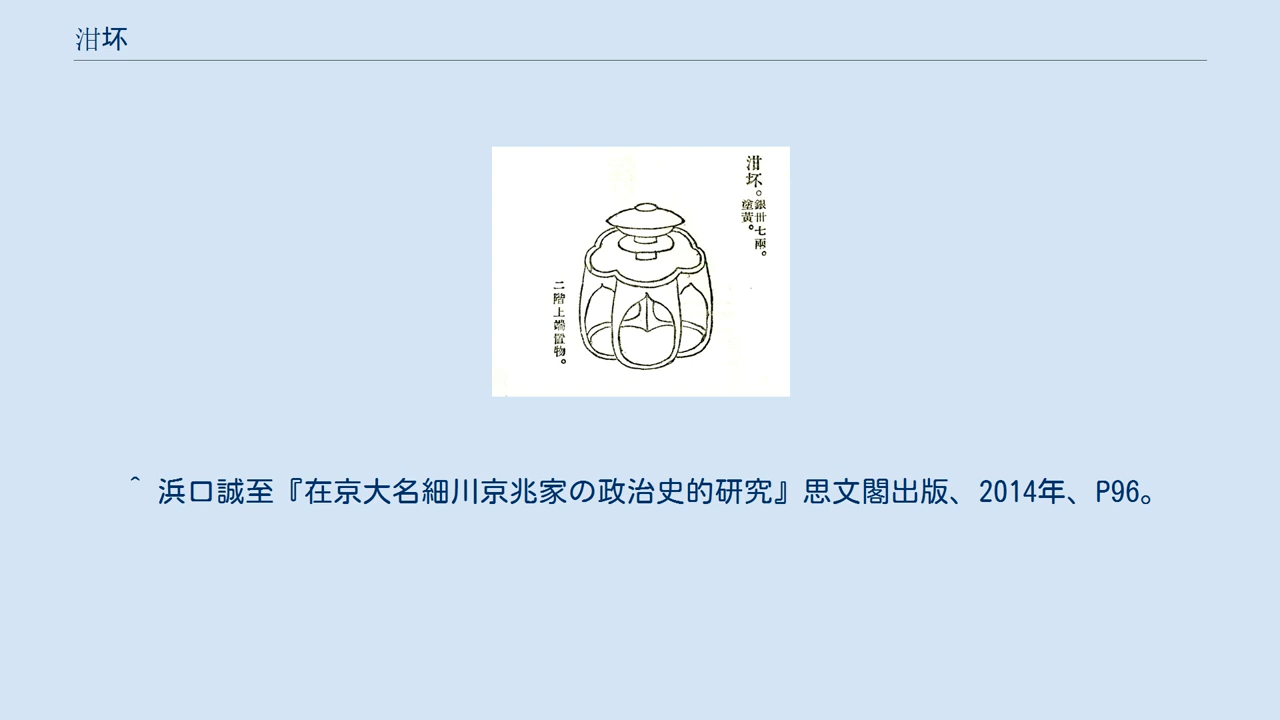 泔坏
泔坏。銀卅七兩。
塗黃。
二階上端置物。
^ 浜口誠至『在京大名細川京兆家の政治史的研究』思文閣出版、2014年、P96。